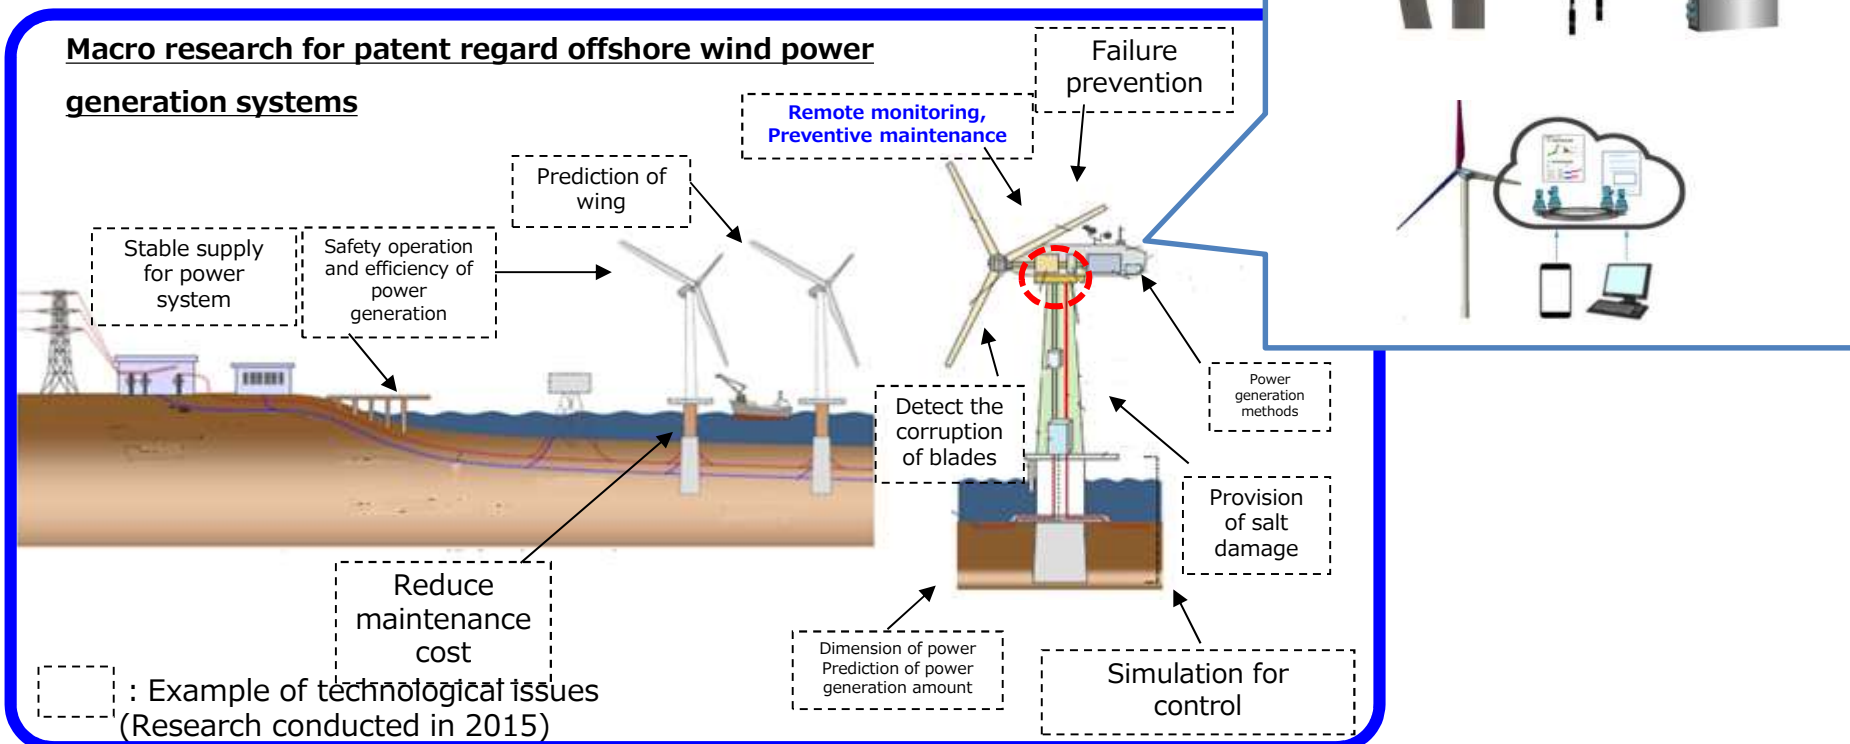 Macro research for patent regard offshore wind power
generation systems
Failure
prevention
Remote monitoring,
Preventive maintenance
Prediction of
wing
Stable supply
for power
system
Safety operation
and efficiency of
power
generation
Power
generation
methods
Detect the
corruption
of blades
Provision
of salt
damage
Reduce
maintenance
cost
Dimension of power
Prediction of power
generation amount
Simulation for
control
: Example of technological issues
(Research conducted in 2015)